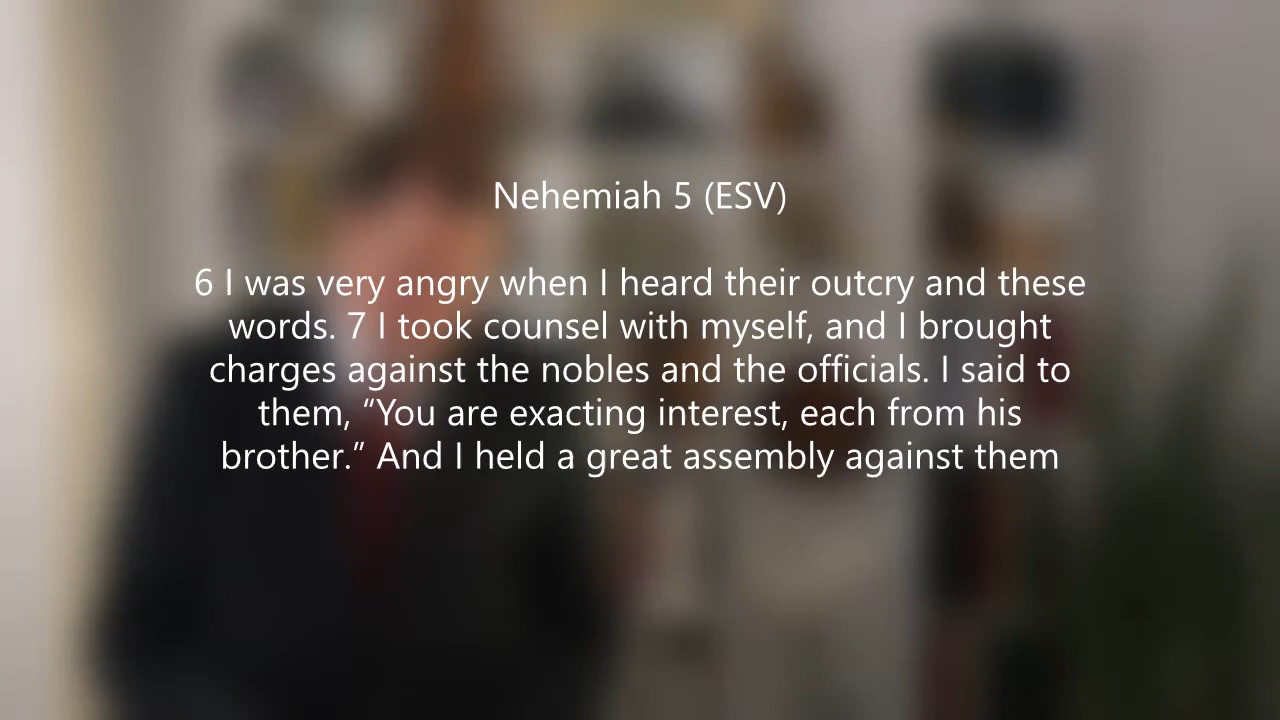 Nehemiah 5 (ESV)
6 I was very angry when I heard their outcry and these
words. 7 I took counsel with myself, and I brought
charges against the nobles and the officials. I said to
them, “You are exacting interest, each from his
brother.” And I held a great assembly against them